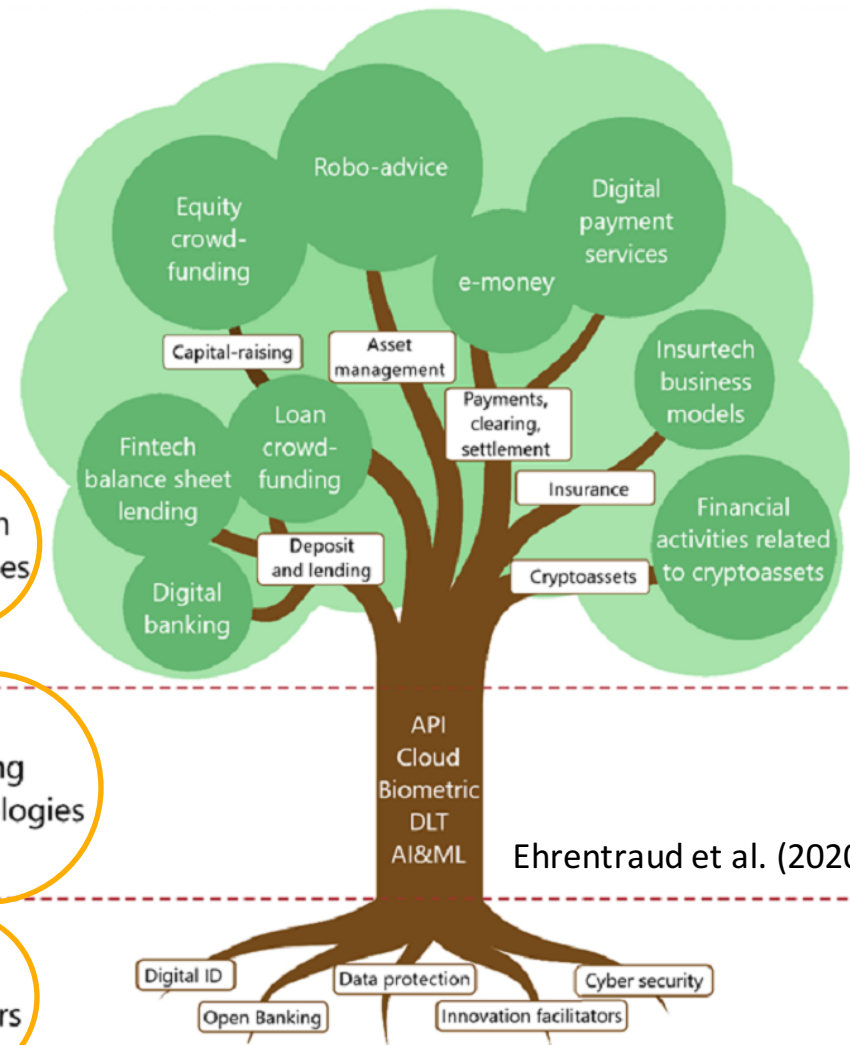 Robo-advice
Equity
crowd-
funding
Digital
payment
services
e-money
Capital-raising
Asset
management
Insurtech
business
models
Payments,
clearing,
settlement
Loan
crowd-
funding
Fintech
balance sheet
lending
Insurance
Financial
activities related
to cryptoassets
Deposit
and lending
Cryptoassets
Digital
banking
API
Cloud
Biometric
DLT
AI&ML
Ehrentraud et al. (2020
Digital ID
Data protection
Cyber security
Open Banking
Innovation facilitators